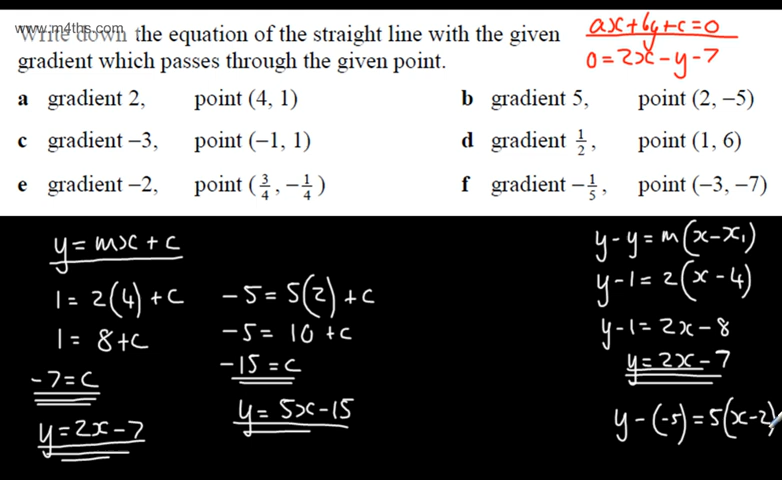 www.m4ths.com
Write down the equation of the straight line with the given
gradient which passes through the given point.
ax+by+c=0
0=2x-y-7
a gradient 2, point (4, 1)
b gradient 5, point (2, −5)
c gradient −3, point (−1, 1)
d gradient 1/2, point (1, 6)
e gradient −2, point (3/4, −1/4)
f gradient −1/5, point (−3, −7)
y=mx+c
1=2(4)+c
1=8+c
-7=c
y=2x-7
-5=5(2)+c
-5=10+c
-15=c
y=5x-15
y-y=m(x-x₁)
y-1=2(x-4)
y-1=2x-8
y=2x-7
y-(-5)=5(x-2)